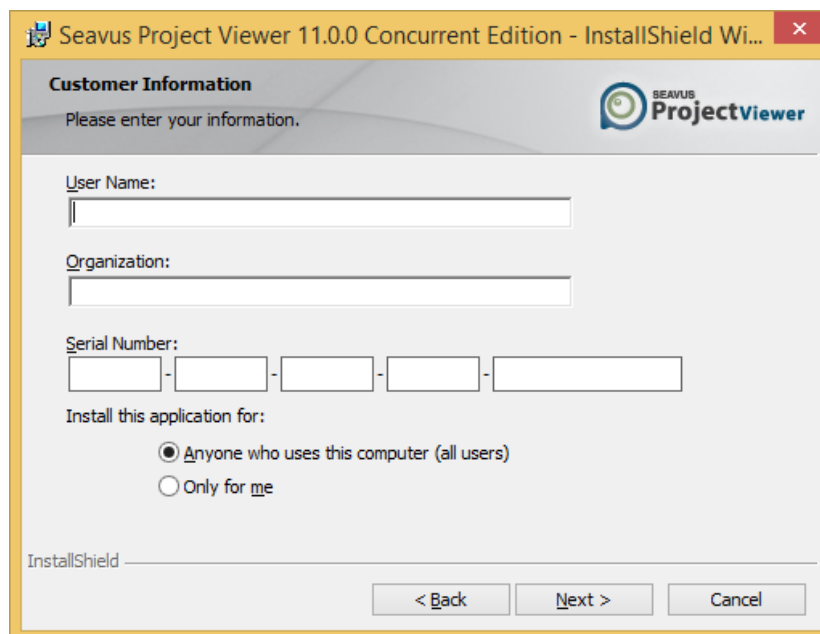 Seavus Project Viewer 11.0.0 Concurrent Edition - InstallShield Wi...
Customer Information
Please enter your information.
SEAVUS
ProjectViewer
User Name:
Organization:
Serial Number:
- - - -
Install this application for:
Anyone who uses this computer (all users)
Only for me
InstallShield
< Back Next > Cancel